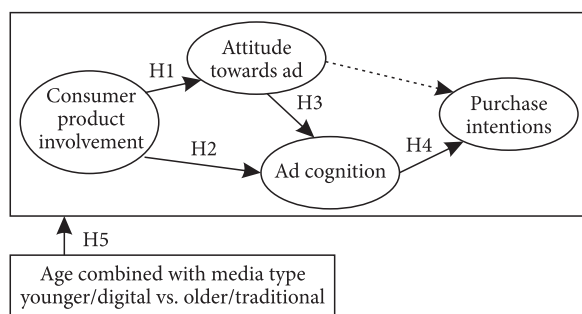 Attitude
towards ad
H1
Consumer
product
involvement
H3
Purchase
intentions
H2
H4
Ad cognition
H5
Age combined with media type
younger/digital vs. older/traditional